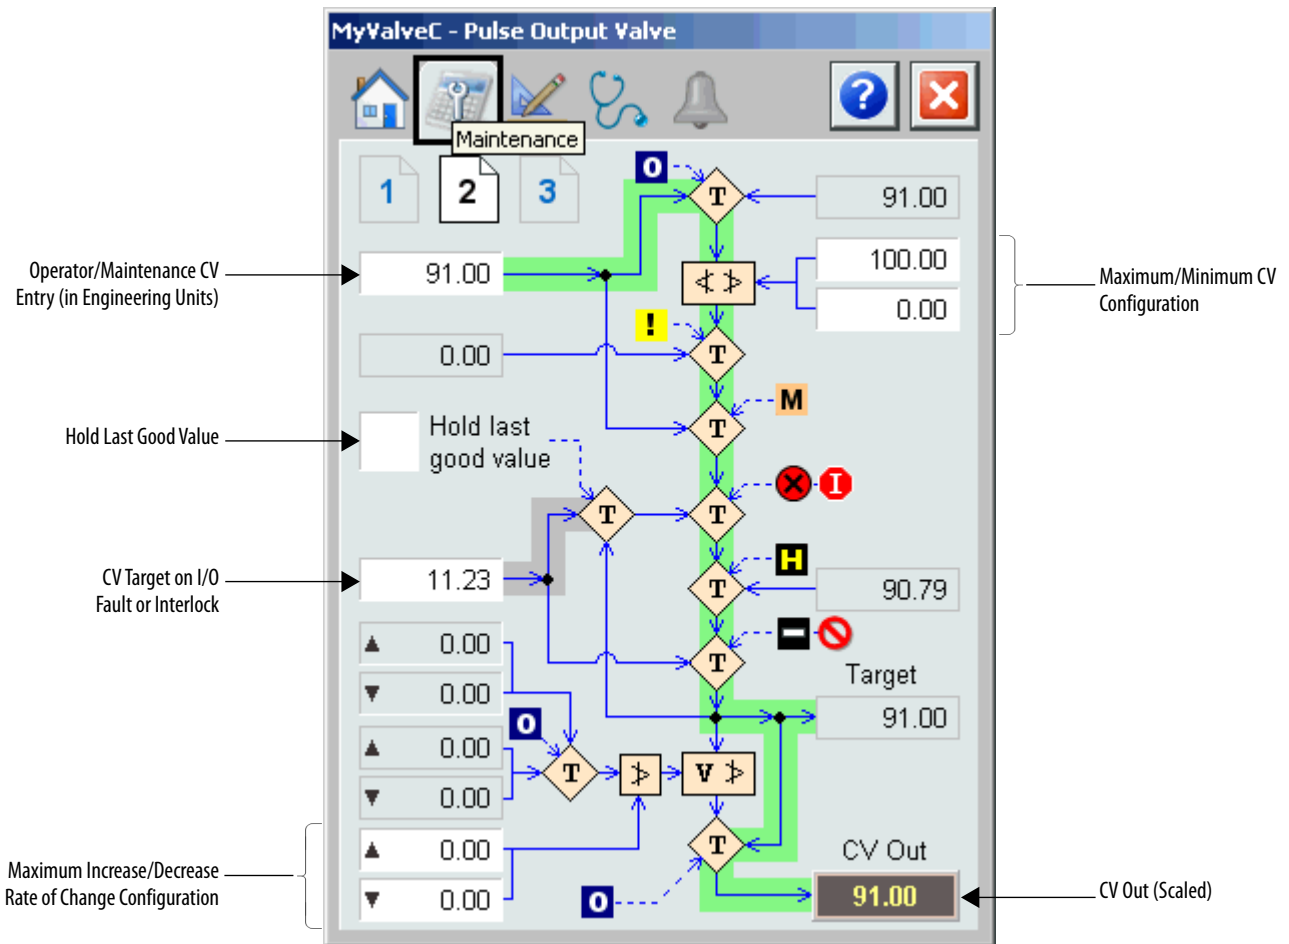 MyValveC - Pulse Output Valve
?
Maintenance
1
2
3
O
T
91.00
Operator/Maintenance CV
Entry (in Engineering Units)
91.00
100.00
0.00
Maximum/Minimum CV
Configuration
!
0.00
T
M
T
Hold Last Good Value
Hold last
good value
T
T
I
CV Target on I/O
Fault or Interlock
11.23
H
T
90.79
0.00
T
Target
0.00
91.00
O
0.00
T
V
0.00
Maximum Increase/Decrease
Rate of Change Configuration
0.00
T
CV Out
0.00
O
91.00
CV Out (Scaled)